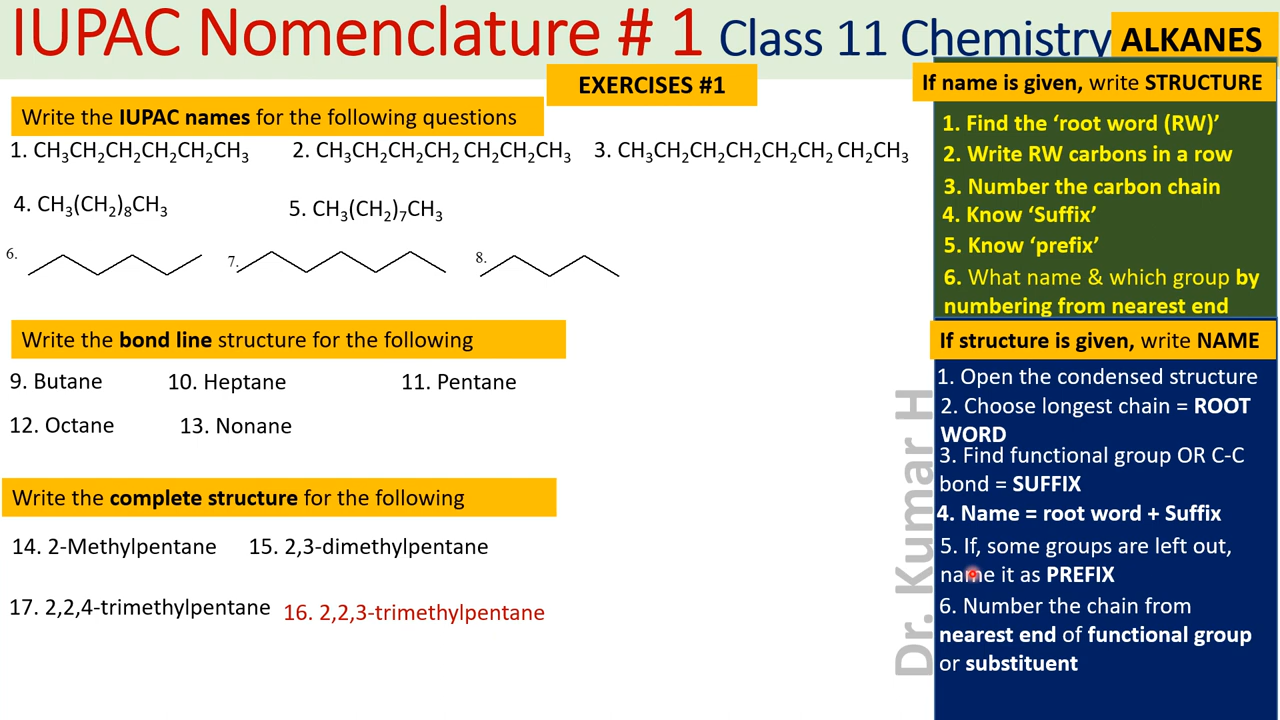 IUPAC Nomenclature # 1 Class 11 Chemistry ALKANES
EXERCISES #1
Write the IUPAC names for the following questions
1. CH₃CH₂CH₂CH₂CH₂CH₃ 2. CH₃CH₂CH₂CH₂ CH₂CH₂CH₃ 3. CH₃CH₂CH₂CH₂CH₂CH₂ CH₂CH₃
4. CH₃(CH₂)₈CH₃ 5. CH₃(CH₂)₇CH₃
6. 7. 8.
Write the bond line structure for the following
9. Butane 10. Heptane 11. Pentane
12. Octane 13. Nonane
Write the complete structure for the following
14. 2-Methylpentane 15. 2,3-dimethylpentane
17. 2,2,4-trimethylpentane 16. 2,2,3-trimethylpentane
If name is given, write STRUCTURE
1. Find the ‘root word (RW)’
2. Write RW carbons in a row
3. Number the carbon chain
4. Know ‘Suffix’
5. Know ‘prefix’
6. What name & which group by
numbering from nearest end
If structure is given, write NAME
1. Open the condensed structure
2. Choose longest chain = ROOT
WORD
3. Find functional group OR C-C
bond = SUFFIX
4. Name = root word + Suffix
5. If, some groups are left out,
name it as PREFIX
6. Number the chain from
nearest end of functional group
or substituent
Dr. Kumar H